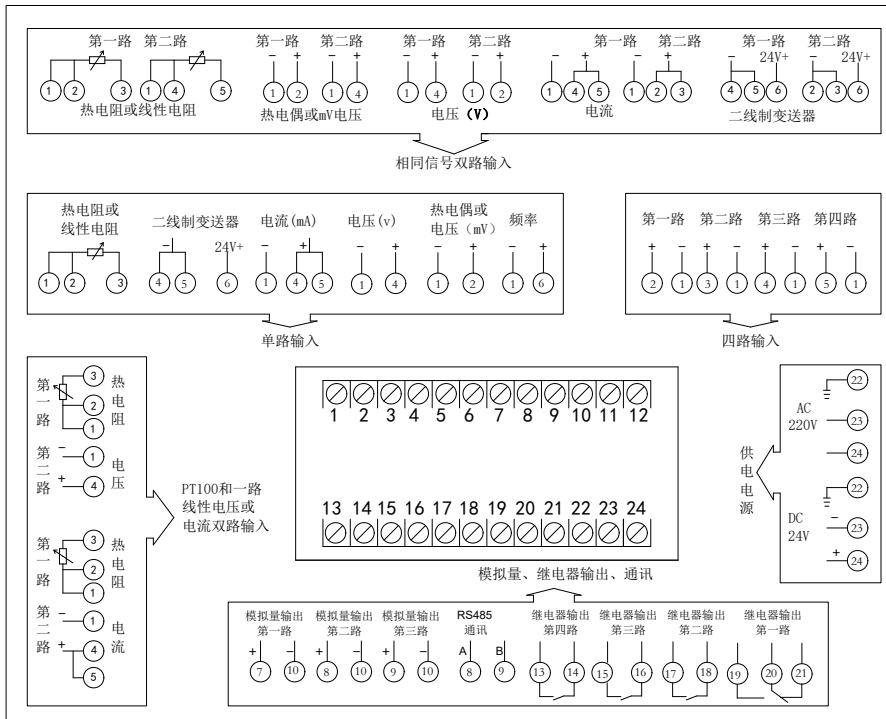 第一路 第二路 第一路 第二路 第一路 第二路 第一路 第二路 第一路 第二路
- + - + - + - + - + - + - 24V+ - 24V+
1 2 3 1 4 5 1 2 1 4 1 4 1 2 1 4 5 1 2 3 4 5 6 2 3 6
热电阻或线性电阻 热电偶或mV电压 电压(V) 电流 二线制变送器
相同信号双路输入
热电阻或
线性电阻
二线制变送器
- 24V+
电流(mA)
- +
电压(v)
- +
热电偶或
电压(mV)
- +
频率
- +
1 2 3 4 5 6 1 4 5 1 4 1 2 1 6
单路输入
第一路 第二路 第三路 第四路
+ - + - + - + -
2 1 3 1 4 1 5 1
四路输入
第一路
3
2
1
热电阻
第二路
- 1
+ 4
电压
第一路
3
2
1
热电阻
第二路
- 1
+ 4
5
电流
PT100和一路
线性电压或
电流双路输入
1 2 3 4 5 6 7 8 9 10 11 12
13 14 15 16 17 18 19 20 21 22 23 24
供电电源
22
AC
220V
23
24
22
DC
24V
- 23
+ 24
模拟量、继电器输出、通讯
模拟量输出
第一路
+ -
7 10
模拟量输出
第二路
+ -
8 10
模拟量输出
第三路
+ -
9 10
RS485
通讯
A B
8 9
继电器输出
第四路
13 14
继电器输出
第三路
15 16
继电器输出
第二路
17 18
继电器输出
第一路
19 20 21